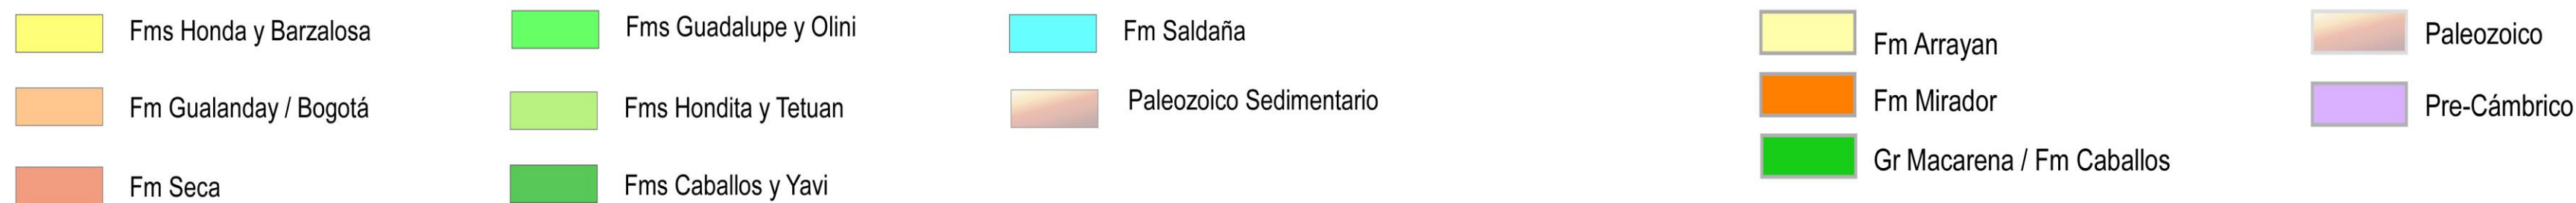 Fms Honda y Barzalosa
Fm Gualanday / Bogotá
Fm Seca
Fms Guadalupe y Olini
Fms Hondita y Tetuan
Fms Caballos y Yavi
Fm Saldaña
Paleozoico Sedimentario
Fm Arrayan
Fm Mirador
Gr Macarena / Fm Caballos
Paleozoico
Pre-Cámbrico